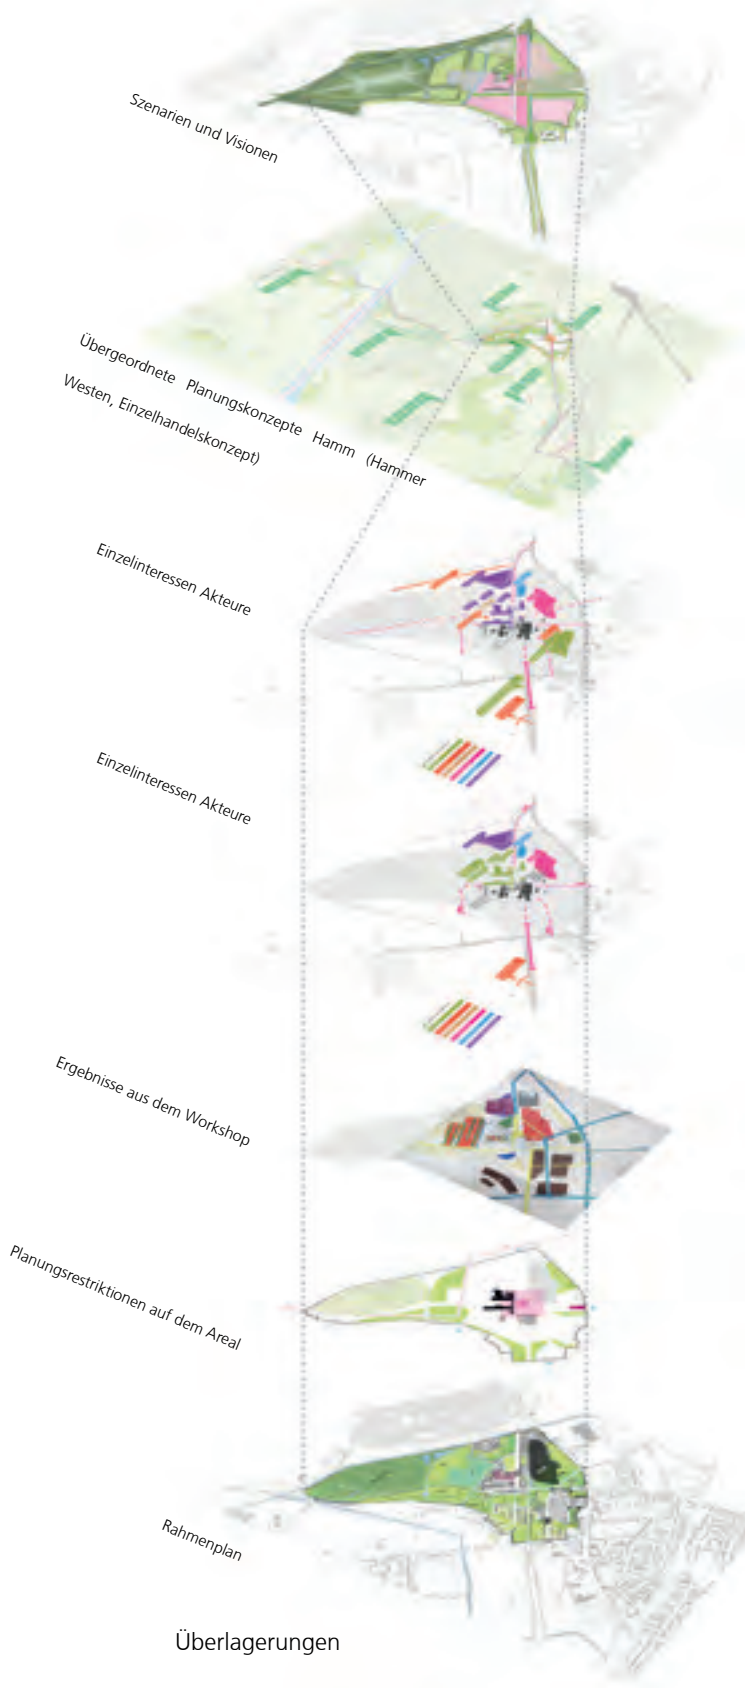 Szenarien und Visionen
Übergeordnete Planungskonzepte Hamm (Hammer
Westen, Einzelhandelskonzept)
Einzelinteressen Akteure
Einzelinteressen Akteure
Ergebnisse aus dem Workshop
Planungsrestriktionen auf dem Areal
Rahmenplan
Überlagerungen